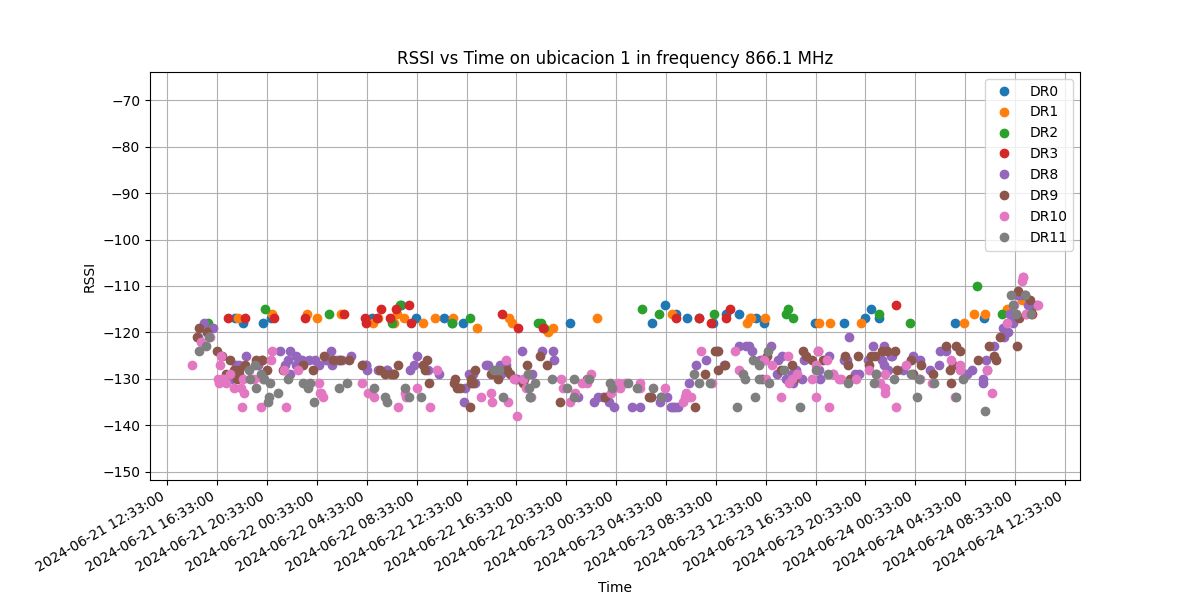 RSSI vs Time on ubicacion 1 in frequency 866.1 MHz
−70
−80
−90
−100
−110
−120
−130
−140
−150
RSSI
DR0
DR1
DR2
DR3
DR8
DR9
DR10
DR11
2024-06-21 12:33:00
2024-06-21 16:33:00
2024-06-21 20:33:00
2024-06-22 00:33:00
2024-06-22 04:33:00
2024-06-22 08:33:00
2024-06-22 12:33:00
2024-06-22 16:33:00
2024-06-22 20:33:00
2024-06-23 00:33:00
2024-06-23 04:33:00
2024-06-23 08:33:00
2024-06-23 12:33:00
2024-06-23 16:33:00
2024-06-23 20:33:00
2024-06-24 00:33:00
2024-06-24 04:33:00
2024-06-24 08:33:00
2024-06-24 12:33:00
Time